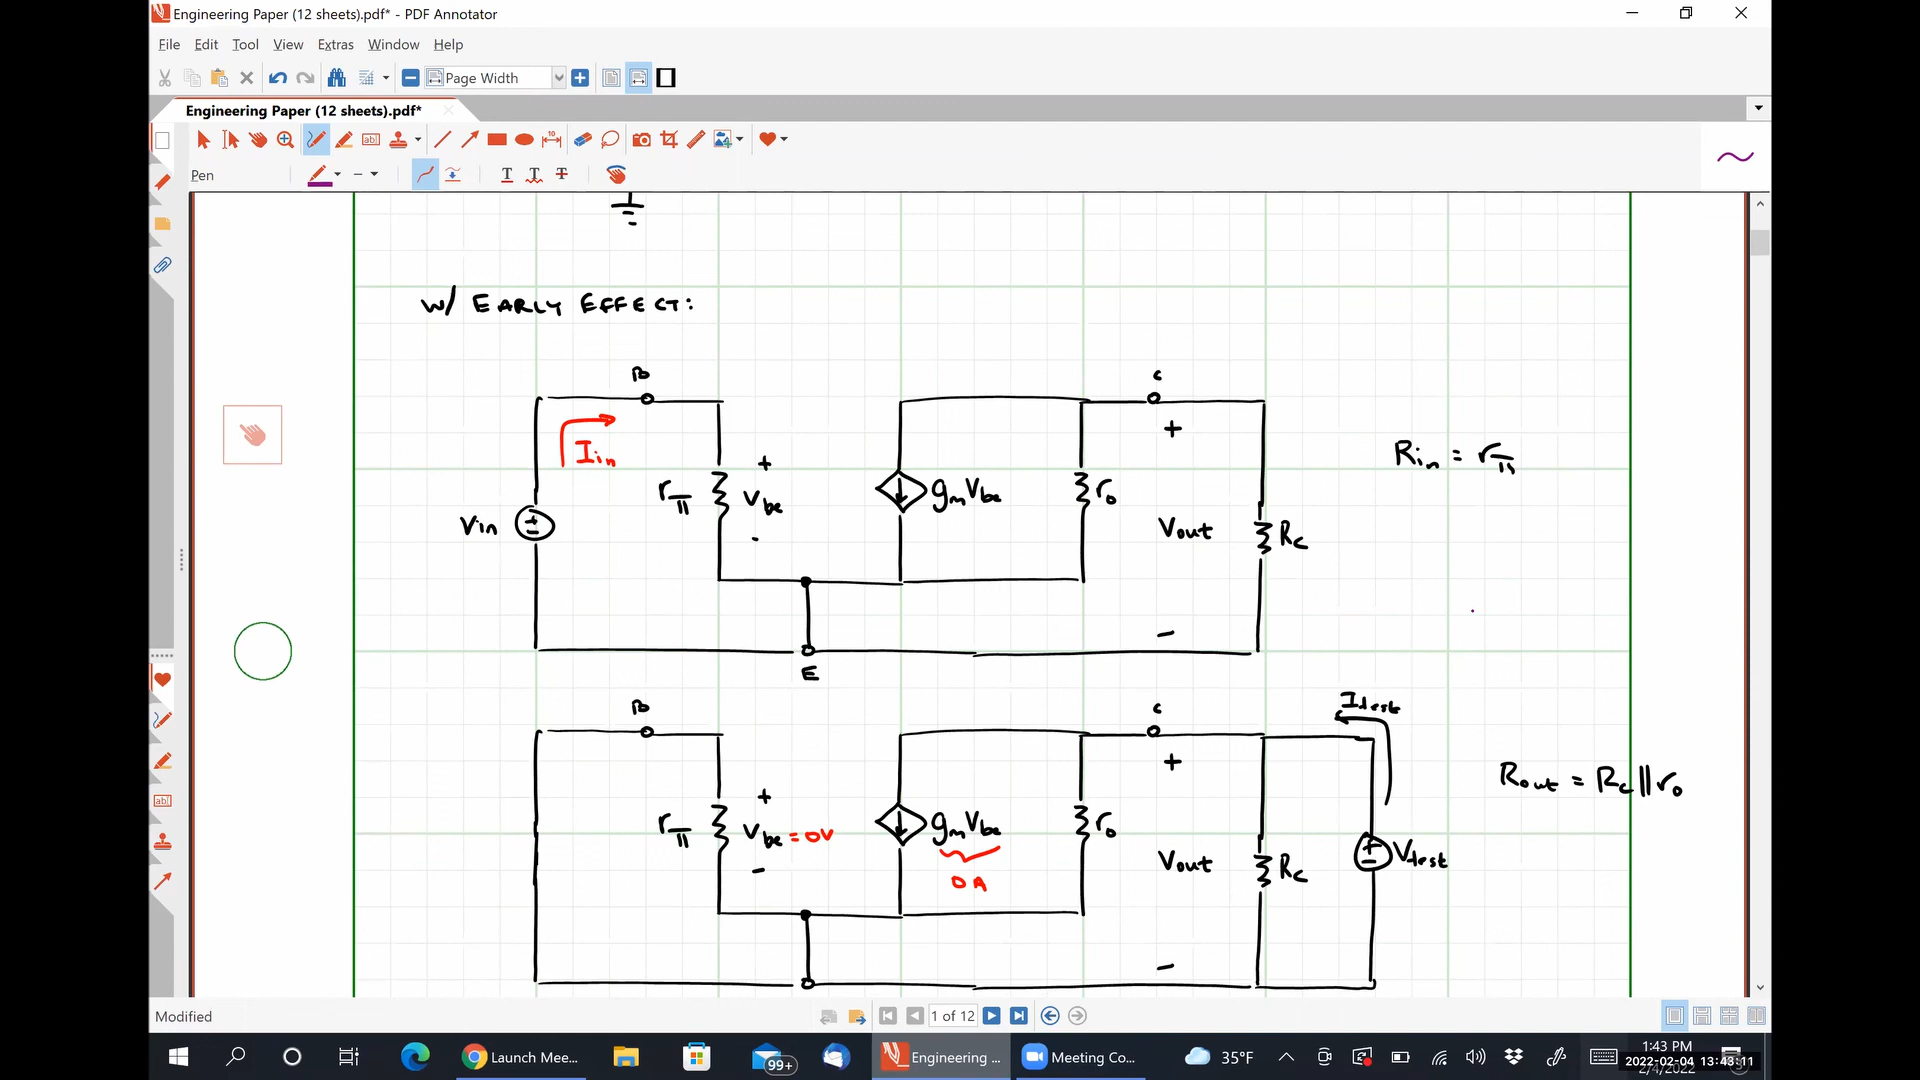 Engineering Paper (12 sheets).pdf* - PDF Annotator
File Edit Tool View Extras Window Help
Page Width
Engineering Paper (12 sheets).pdf*
Pen
W/ EARLY EFFECT:
B
C
Iin
+
+
Rin = rπ
rπ
Vbe
gmVbe
ro
Vin
Vout
Rc
-
-
E
B
C
Itest
+
+
Rout = Rc || ro
rπ
Vbe = 0V
gmVbe
ro
Vout
Rc
Vtest
0A
-
-
Modified
1 of 12
Launch Mee...
99+
Engineering ...
Meeting Co...
35°F
1:43 PM
2022-02-04 13:43:11
2/4/2022